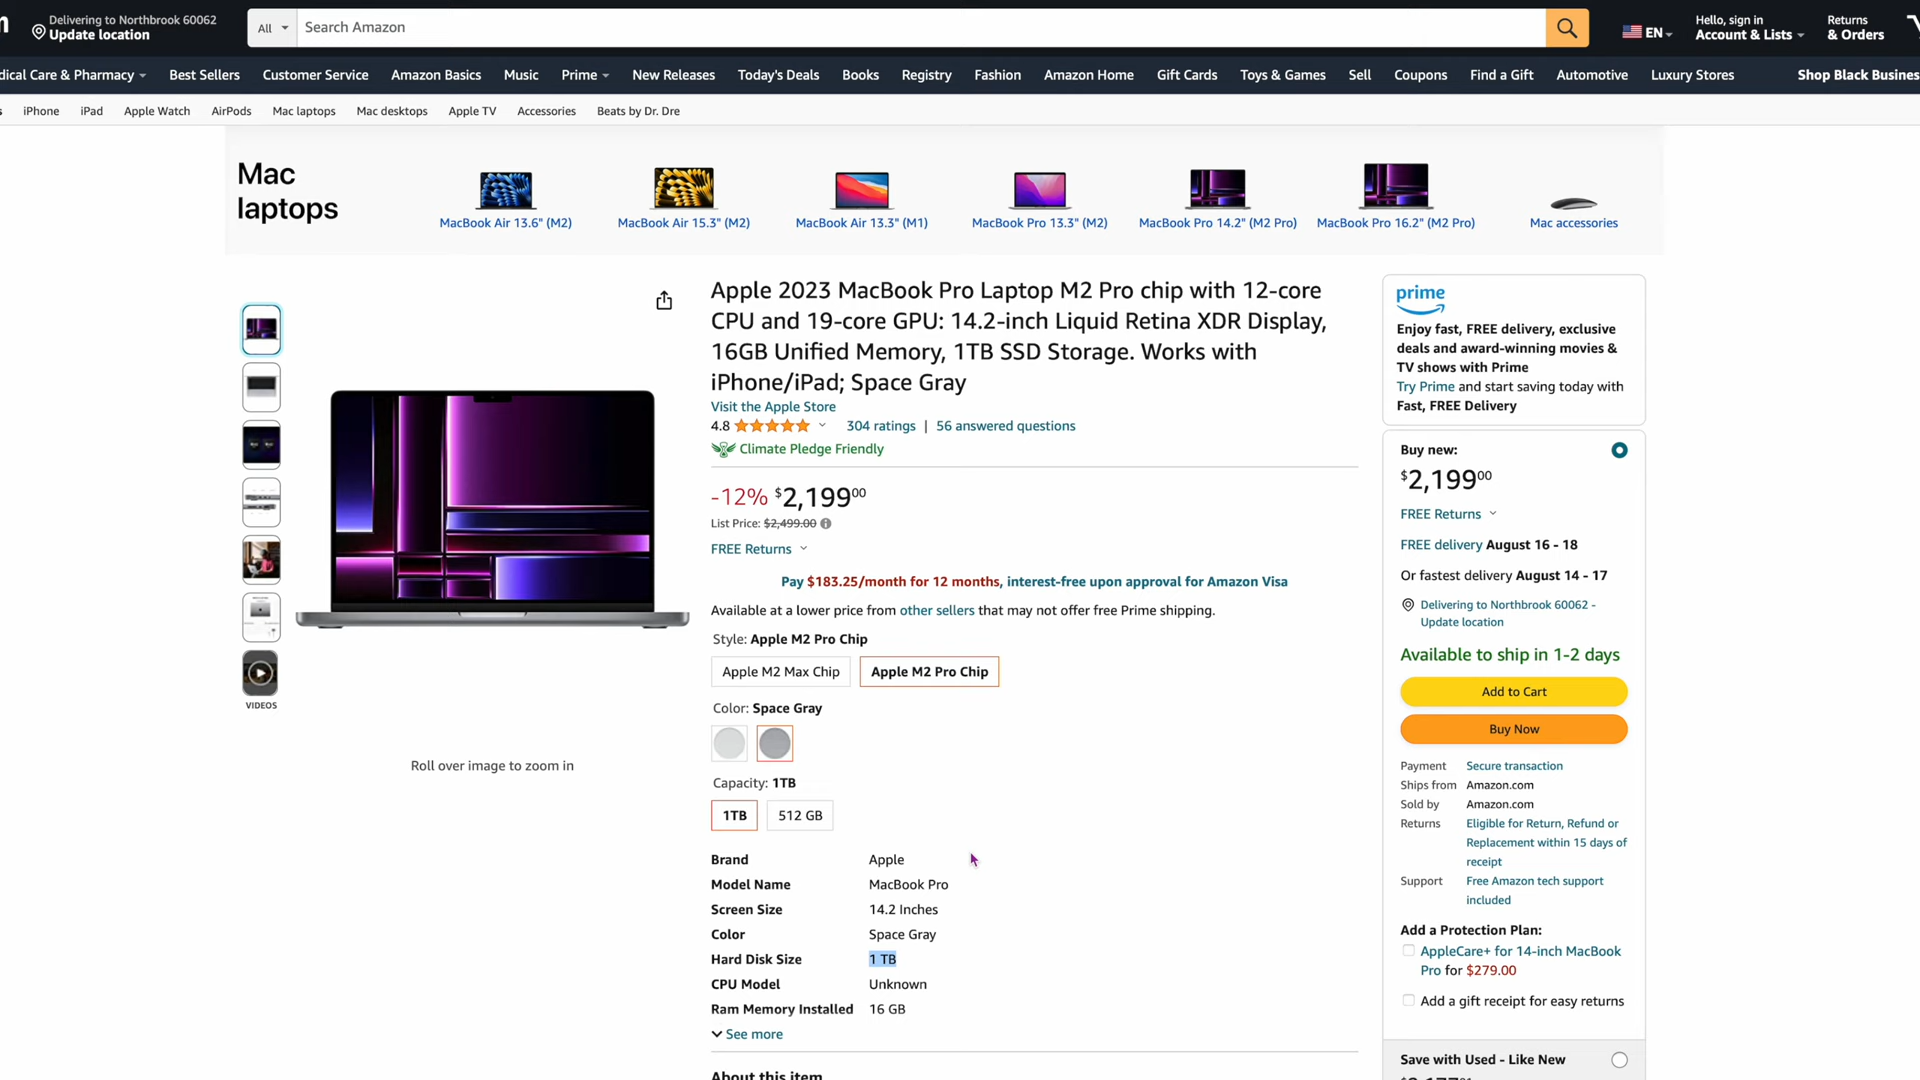 Delivering to Northbrook 60062
Update location
All
Search Amazon
EN
Hello, sign in
Account & Lists
Returns
& Orders
dical Care & Pharmacy
Best Sellers
Customer Service
Amazon Basics
Music
Prime
New Releases
Today's Deals
Books
Registry
Fashion
Amazon Home
Gift Cards
Toys & Games
Sell
Coupons
Find a Gift
Automotive
Luxury Stores
Shop Black Busines
iPhone
iPad
Apple Watch
AirPods
Mac laptops
Mac desktops
Apple TV
Accessories
Beats by Dr. Dre
Mac
laptops
MacBook Air 13.6" (M2)
MacBook Air 15.3" (M2)
MacBook Air 13.3" (M1)
MacBook Pro 13.3" (M2)
MacBook Pro 14.2" (M2 Pro)
MacBook Pro 16.2" (M2 Pro)
Mac accessories
VIDEOS
Roll over image to zoom in
Apple 2023 MacBook Pro Laptop M2 Pro chip with 12-core
CPU and 19-core GPU: 14.2-inch Liquid Retina XDR Display,
16GB Unified Memory, 1TB SSD Storage. Works with
iPhone/iPad; Space Gray
Visit the Apple Store
4.8
304 ratings | 56 answered questions
Climate Pledge Friendly
-12% $2,199 00
List Price: $2,499.00
FREE Returns
Pay $183.25/month for 12 months, interest-free upon approval for Amazon Visa
Available at a lower price from other sellers that may not offer free Prime shipping.
Style: Apple M2 Pro Chip
Apple M2 Max Chip
Apple M2 Pro Chip
Color: Space Gray
Capacity: 1TB
1TB
512 GB
Brand Apple
Model Name MacBook Pro
Screen Size 14.2 Inches
Color Space Gray
Hard Disk Size 1 TB
CPU Model Unknown
Ram Memory Installed 16 GB
See more
About this item
prime
Enjoy fast, FREE delivery, exclusive
deals and award-winning movies &
TV shows with Prime
Try Prime and start saving today with
Fast, FREE Delivery
Buy new:
$2,199 00
FREE Returns
FREE delivery August 16 - 18
Or fastest delivery August 14 - 17
Delivering to Northbrook 60062 -
Update location
Available to ship in 1-2 days
Add to Cart
Buy Now
Payment Secure transaction
Ships from Amazon.com
Sold by Amazon.com
Returns Eligible for Return, Refund or
Replacement within 15 days of
receipt
Support Free Amazon tech support
included
Add a Protection Plan:
AppleCare+ for 14-inch MacBook
Pro for $279.00
Add a gift receipt for easy returns
Save with Used - Like New